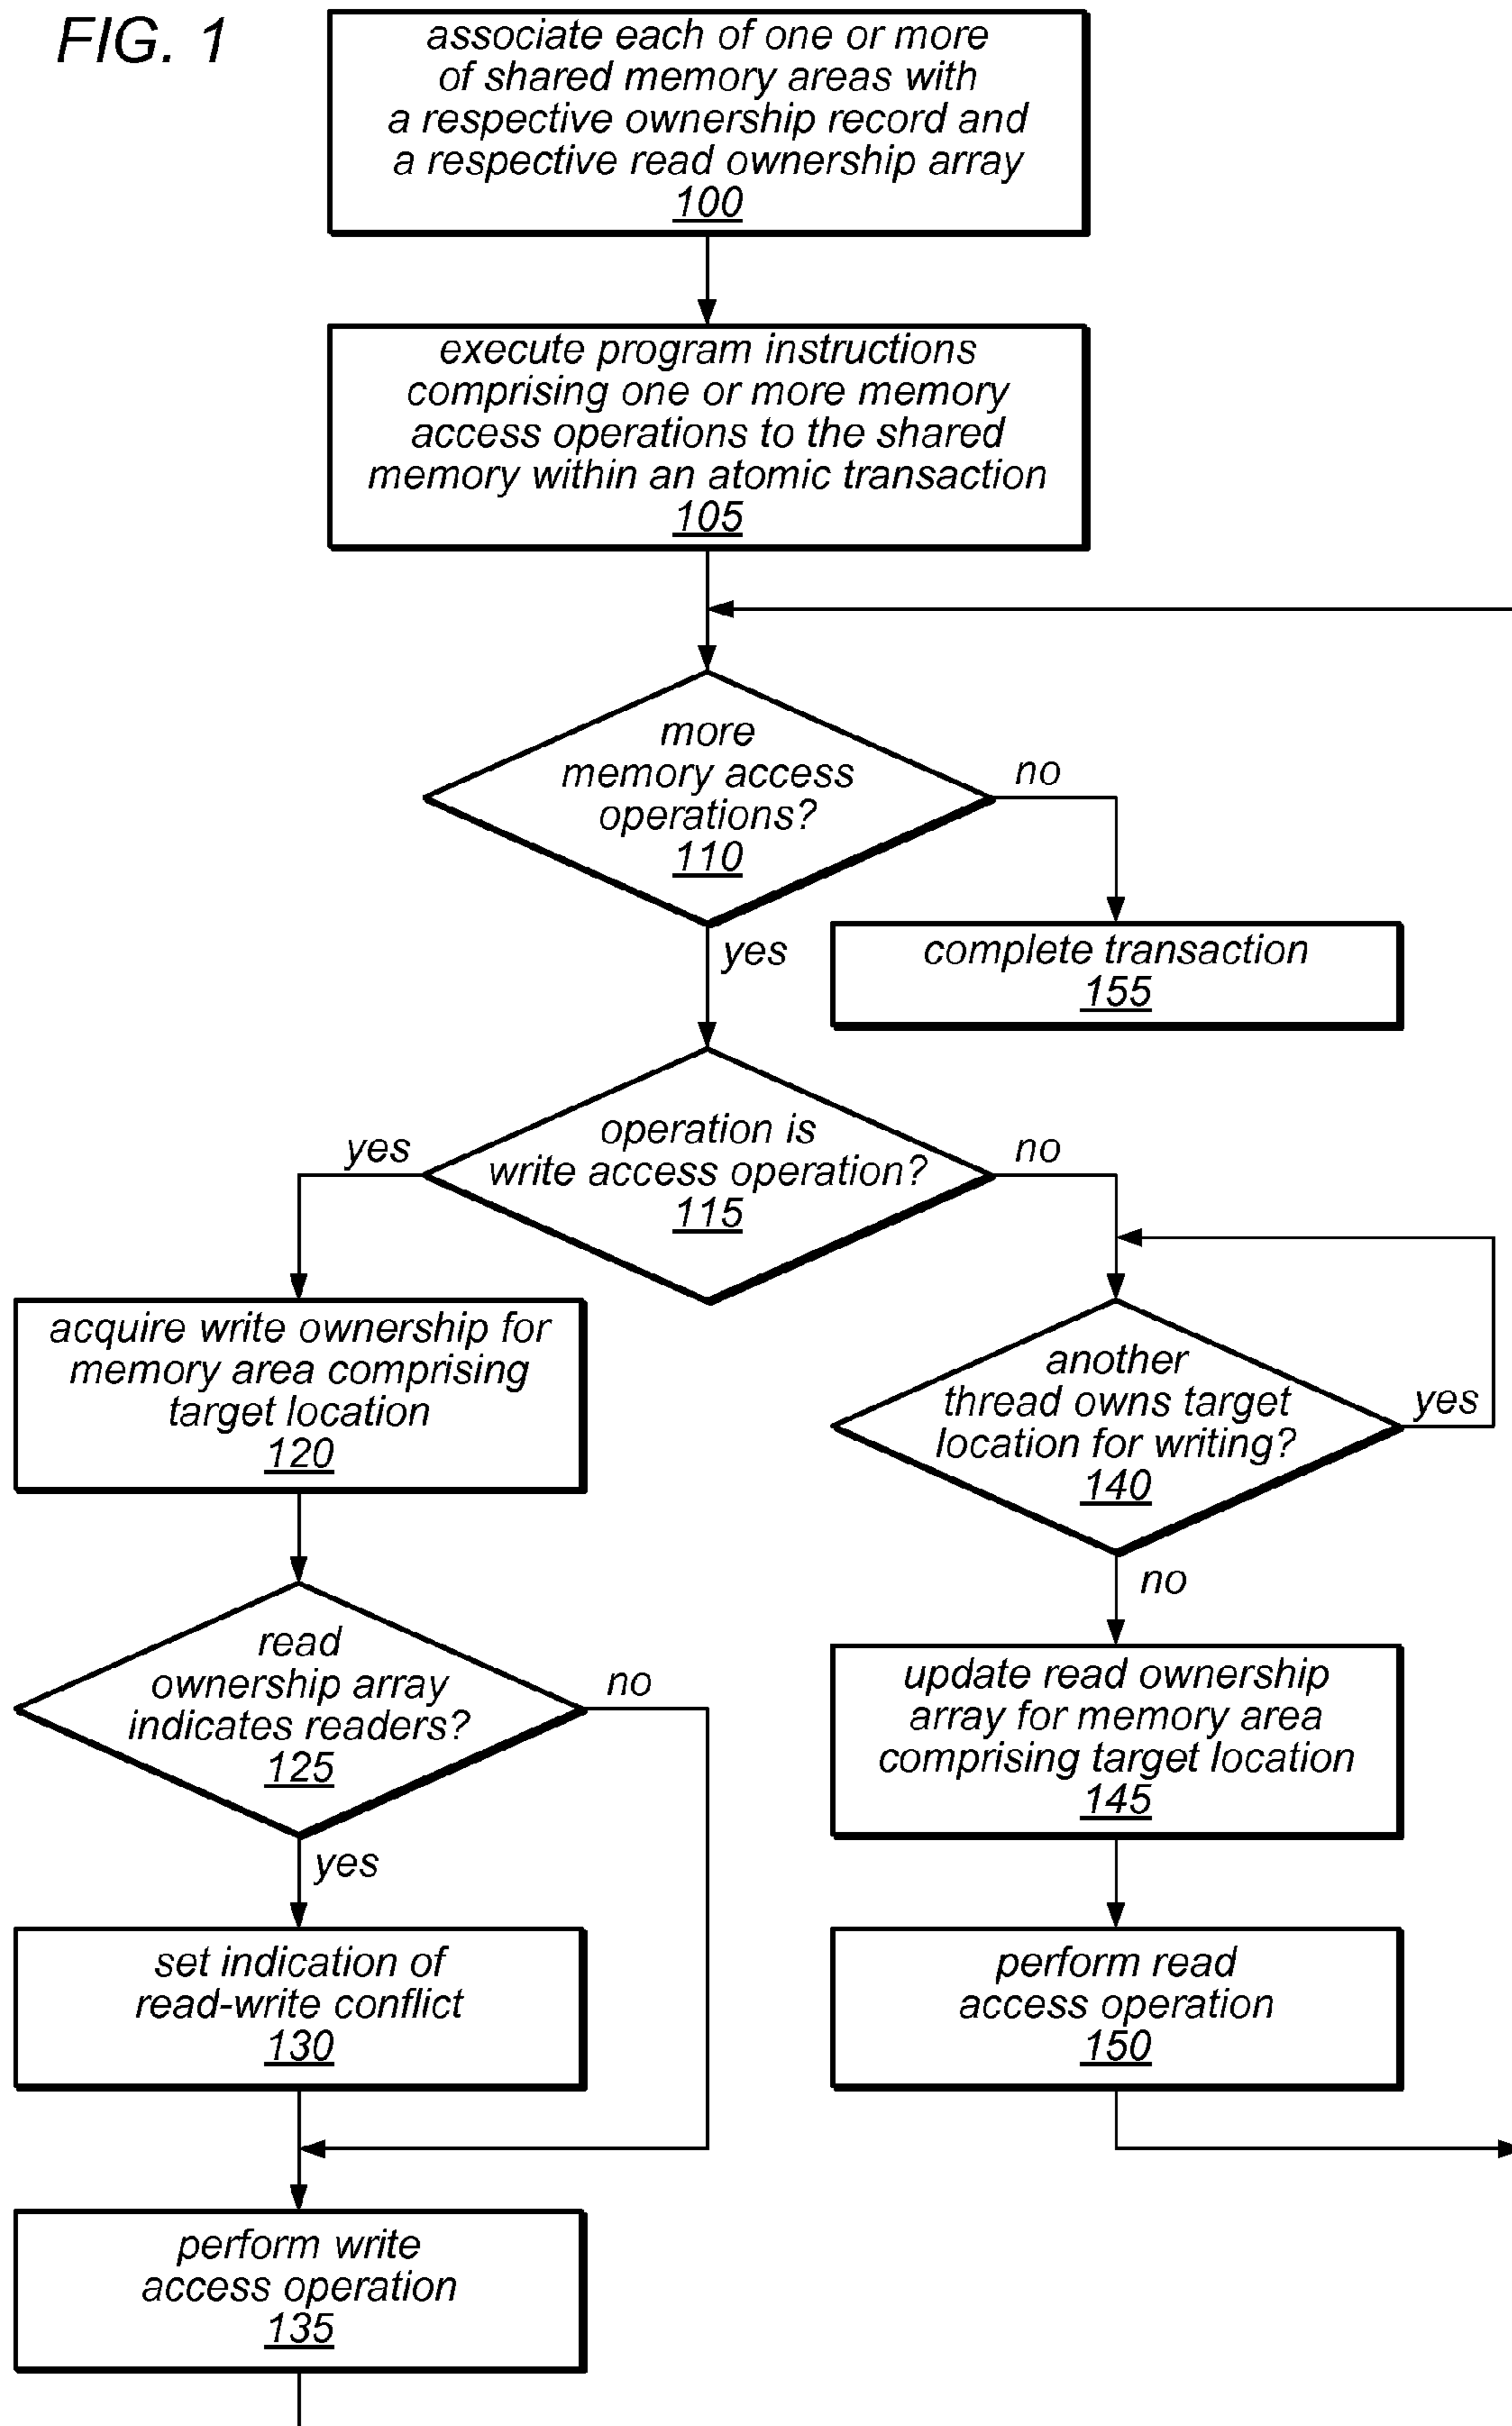 FIG. 1
associate each of one or more
of shared memory areas with
a respective ownership record and
a respective read ownership array
100
execute program instructions
comprising one or more memory
access operations to the shared
memory within an atomic transaction
105
more
memory access
operations?
110
no
yes
complete transaction
155
operation is
write access operation?
115
yes
no
acquire write ownership for
memory area comprising
target location
120
another
thread owns target
location for writing?
140
yes
no
read
ownership array
indicates readers?
125
no
yes
update read ownership
array for memory area
comprising target location
145
set indication of
read-write conflict
130
perform read
access operation
150
perform write
access operation
135